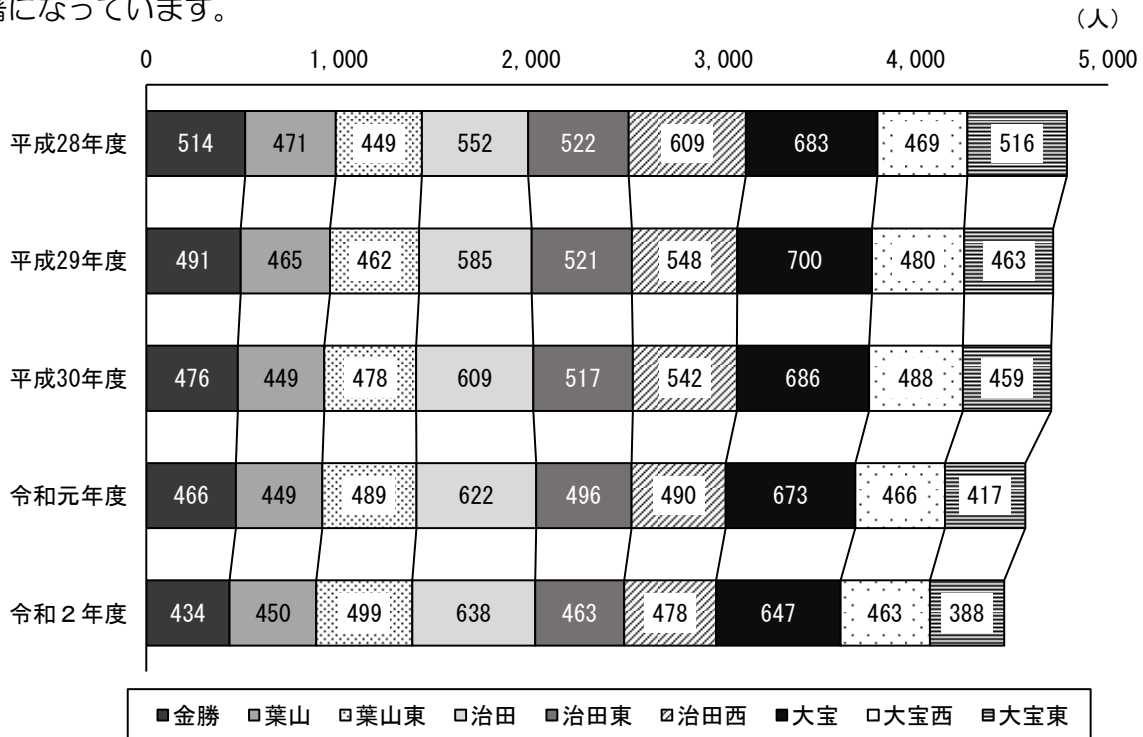 になっています。
（人）
0 1,000 2,000 3,000 4,000 5,000
平成28年度 514 471 449 552 522 609 683 469 516
平成29年度 491 465 462 585 521 548 700 480 463
平成30年度 476 449 478 609 517 542 686 488 459
令和元年度 466 449 489 622 496 490 673 466 417
令和２年度 434 450 499 638 463 478 647 463 388
■金勝 ■葉山 ▩葉山東 □治田 ■治田東 ▨治田西 ■大宝 □大宝西 ▤大宝東